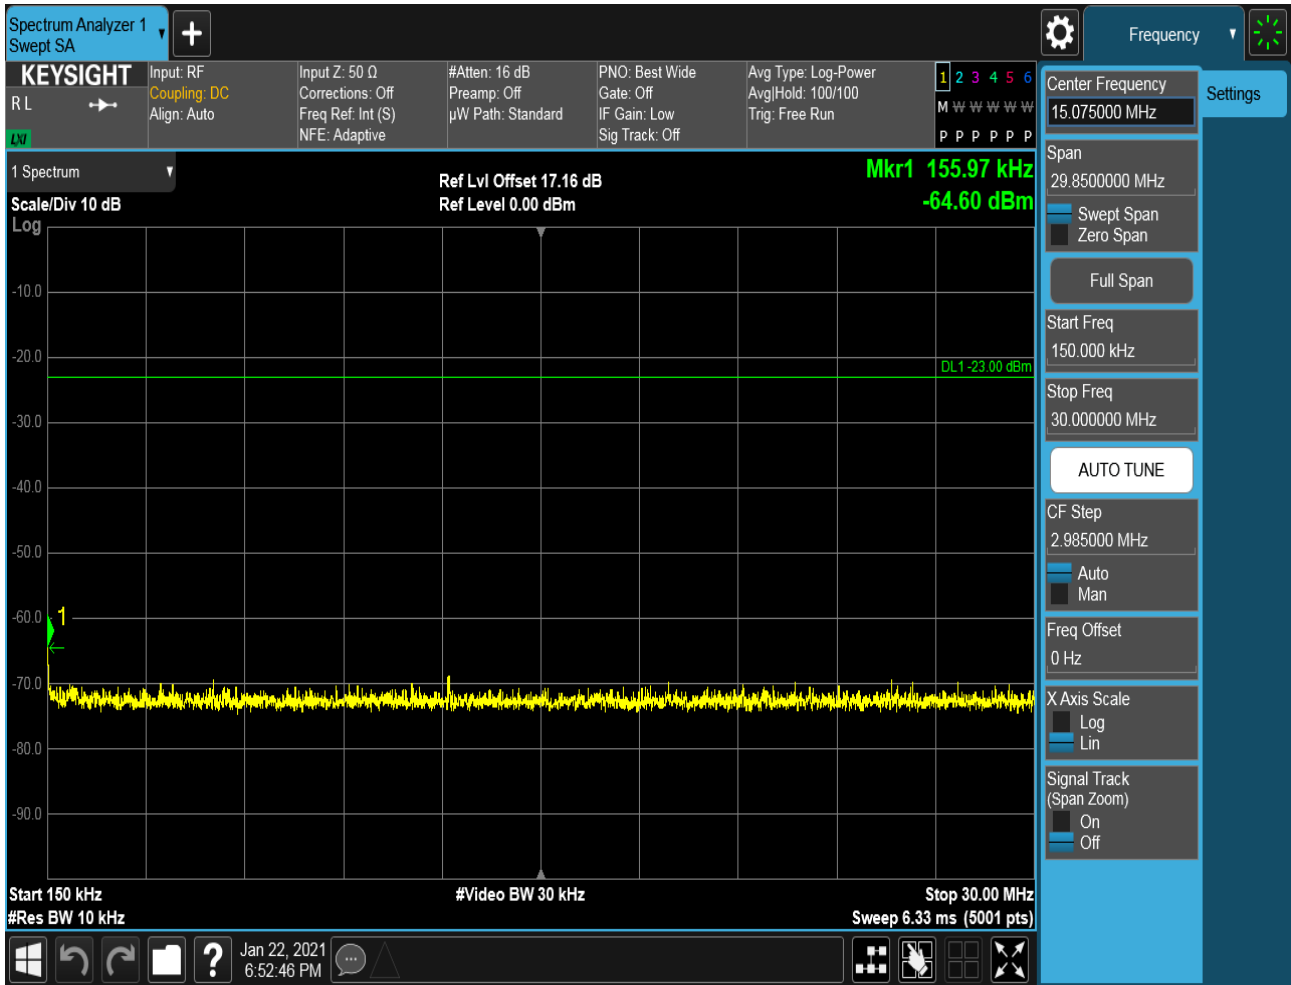 Spectrum Analyzer 1
Swept SA
Frequency
KEYSIGHT
R L
LXI
Input: RF
Coupling: DC
Align: Auto
Input Z: 50 Ω
Corrections: Off
Freq Ref: Int (S)
NFE: Adaptive
#Atten: 16 dB
Preamp: Off
µW Path: Standard
PNO: Best Wide
Gate: Off
IF Gain: Low
Sig Track: Off
Avg Type: Log-Power
Avg|Hold: 100/100
Trig: Free Run
1 2 3 4 5 6
M W W W W W
P P P P P P
1 Spectrum
Scale/Div 10 dB
Log
Ref Lvl Offset 17.16 dB
Ref Level 0.00 dBm
Mkr1 155.97 kHz
-64.60 dBm
-10.0
-20.0
DL1 -23.00 dBm
-30.0
-40.0
-50.0
-60.0
1
-70.0
-80.0
-90.0
Start 150 kHz
#Video BW 30 kHz
Stop 30.00 MHz
#Res BW 10 kHz
Sweep 6.33 ms (5001 pts)
?
Jan 22, 2021
6:52:46 PM
Center Frequency
15.075000 MHz
Settings
Span
29.8500000 MHz
Swept Span
Zero Span
Full Span
Start Freq
150.000 kHz
Stop Freq
30.000000 MHz
AUTO TUNE
CF Step
2.985000 MHz
Auto
Man
Freq Offset
0 Hz
X Axis Scale
Log
Lin
Signal Track
(Span Zoom)
On
Off